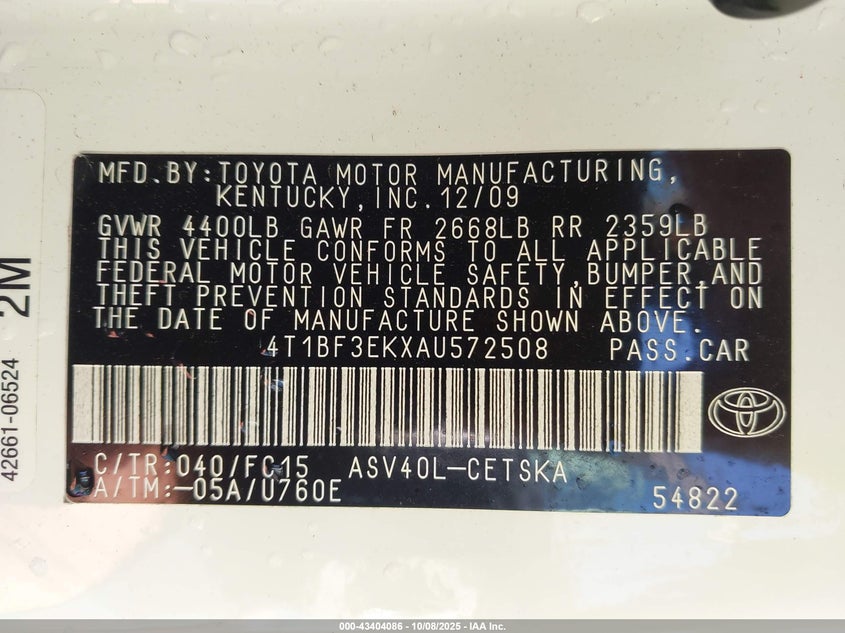 MFD.BY:TOYOTA MOTOR MANUFACTURING,
KENTUCKY,INC.12/09
GVWR 4400LB GAWR FR 2668LB RR 2359LB
THIS VEHICLE CONFORMS TO ALL APPLICABLE
FEDERAL MOTOR VEHICLE SAFETY,BUMPER,AND
THEFT PREVENTION STANDARDS IN EFFECT ON
THE DATE OF MANUFACTURE SHOWN ABOVE.
4T1BF3EKXAU572508 PASS.CAR
C/TR:040/FC15 ASV40L-CETSKA
A/TM:-05A/U760E 54822
42661-06524 2M
000-43404086 - 10/08/2025 - IAA Inc.